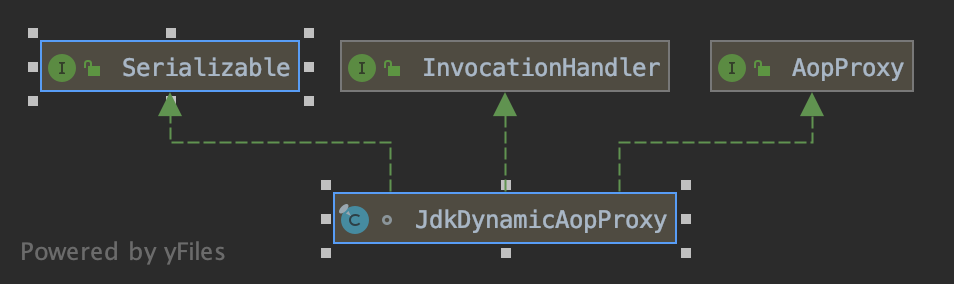 I Serializable
I InvocationHandler
I AopProxy
C JdkDynamicAopProxy
Powered by yFiles